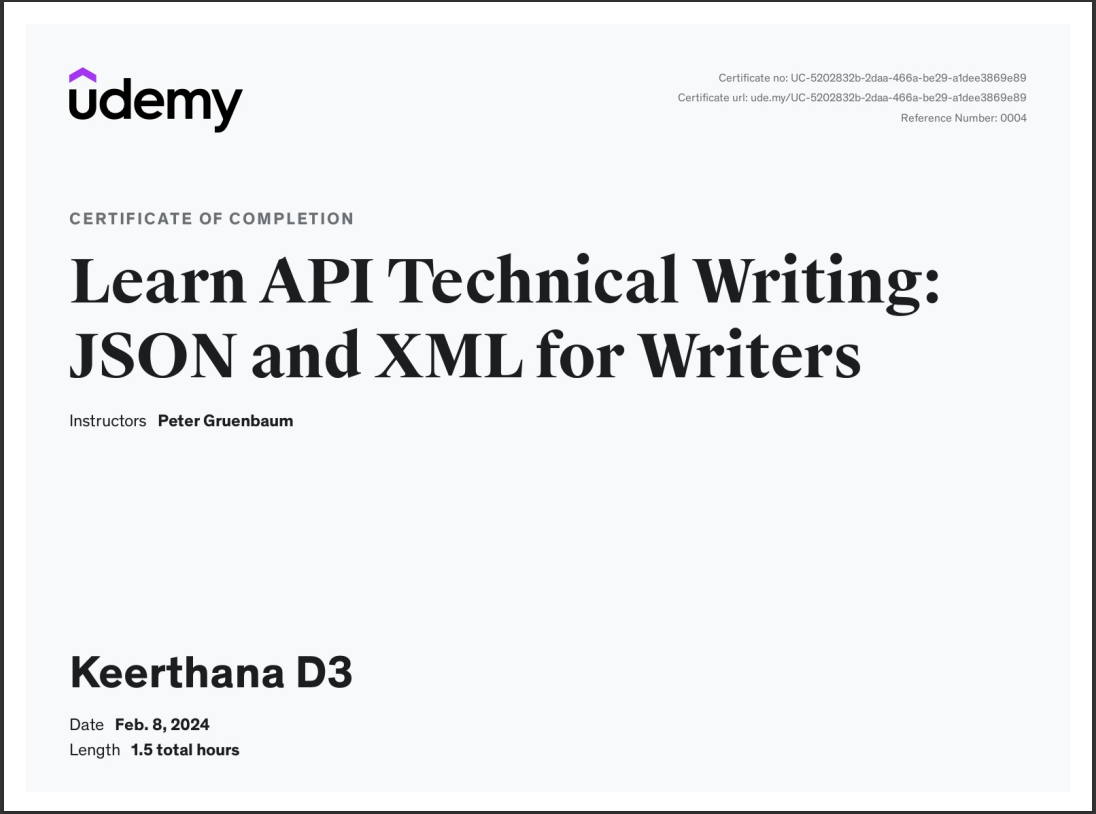 udemy
Certificate no: UC-5202832b-2daa-466a-be29-a1dee3869e89
Certificate url: ude.my/UC-5202832b-2daa-466a-be29-a1dee3869e89
Reference Number: 0004
CERTIFICATE OF COMPLETION
Learn API Technical Writing:
JSON and XML for Writers
Instructors Peter Gruenbaum
Keerthana D3
Date Feb. 8, 2024
Length 1.5 total hours